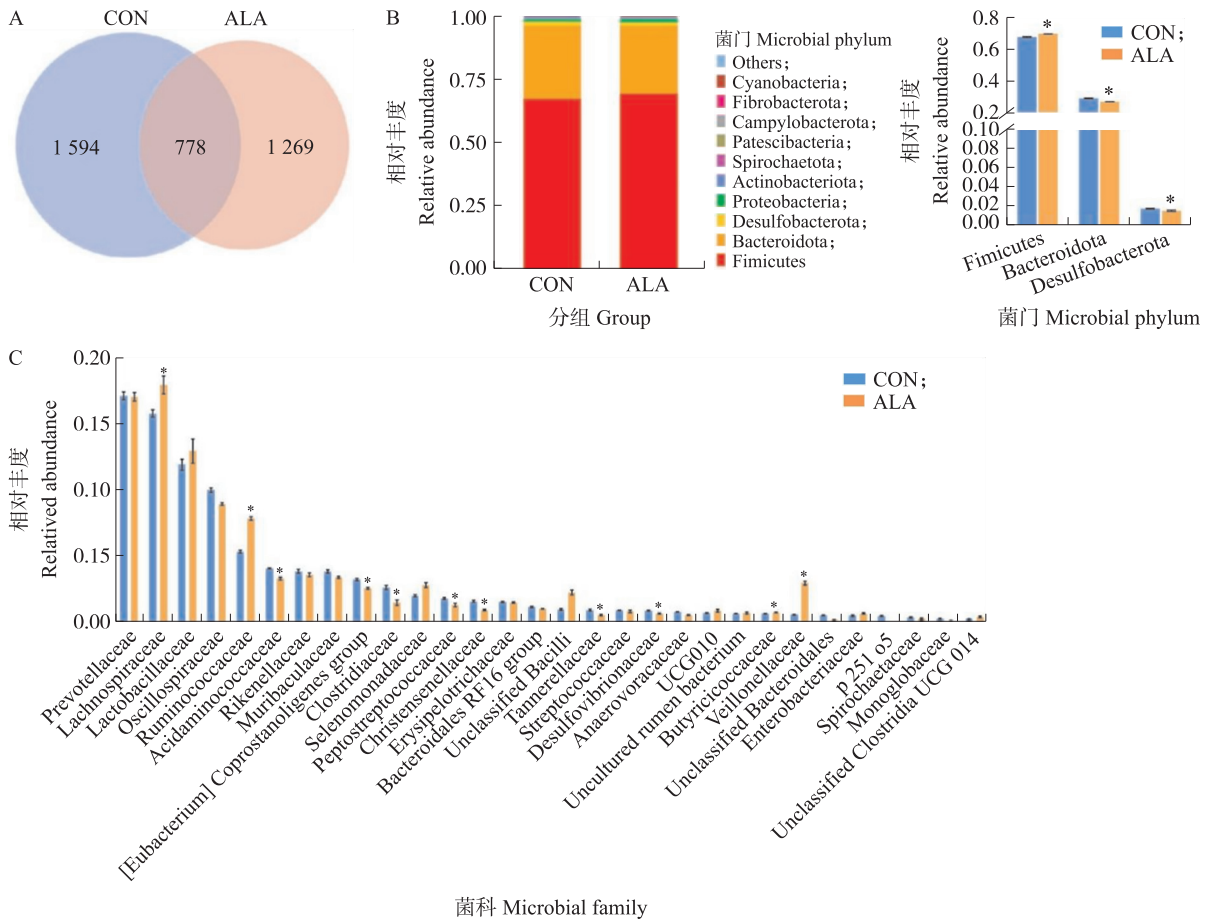 A
CON
ALA
1 594
778
1 269
B
相对丰度
Relative abundance
1.00
0.75
0.50
0.25
0.00
CON
ALA
分组 Group
菌门 Microbial phylum
Others；
Cyanobacteria；
Fibrobacterota；
Campylobacterota；
Patescibacteria；
Spirochaetota；
Actinobacteriota；
Proteobacteria；
Desulfobacterota；
Bacteroidota；
Fimicutes
相对丰度
Relative abundance
0.8
0.6
0.4
0.2
0.10
0.08
0.06
0.04
0.02
0.00
*
*
*
CON；
ALA
Fimicutes
Bacteroidota
Desulfobacterota
菌门 Microbial phylum
C
相对丰度
Relatived abundance
0.20
0.15
0.10
0.15
0.00
*
*
*
*
*
*
*
*
*
*
*
CON；
ALA
Prevotellaceae
Lachnospiraceae
Lactobacillaceae
Oscillospiraceae
Ruminococcaceae
Acidaminococcaceae
Rikenellaceae
Muribaculaceae
[Eubacterium] Coprostanoligenes group
Clostridiaceae
Selenomonadaceae
Peptostreptococcaceae
Christensenellaceae
Erysipelotrichaceae
Bacteroidales RF16 group
Unclassified Bacilli
Tannerellaceae
Streptococcaceae
Desulfovibrionaceae
Anaerovoracaceae
UCG010
Uncultured rumen bacterium
Butyricicoccaceae
Veillonellaceae
Unclassified Bacteroidales
Enterobacteriaceae
p 251 o5
Spirochaetaceae
Monoglobaceae
Unclassified Clostridia UCG 014
菌科 Microbial family